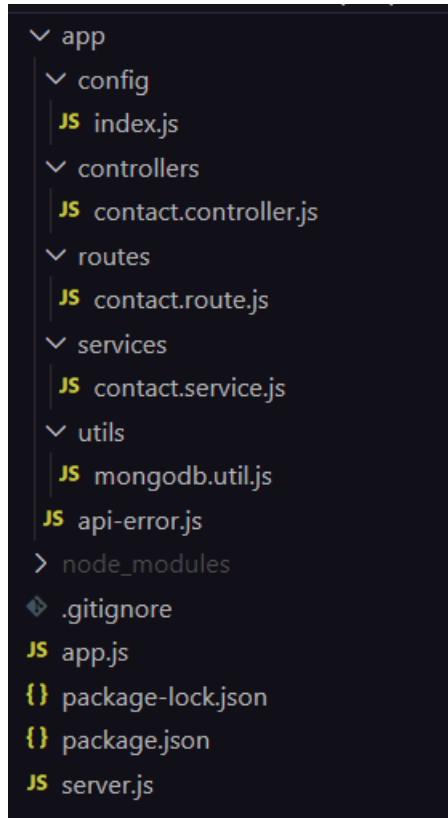 app
config
JS index.js
controllers
JS contact.controller.js
routes
JS contact.route.js
services
JS contact.service.js
utils
JS mongodb.util.js
JS api-error.js
node_modules
.gitignore
JS app.js
{} package-lock.json
{} package.json
JS server.js